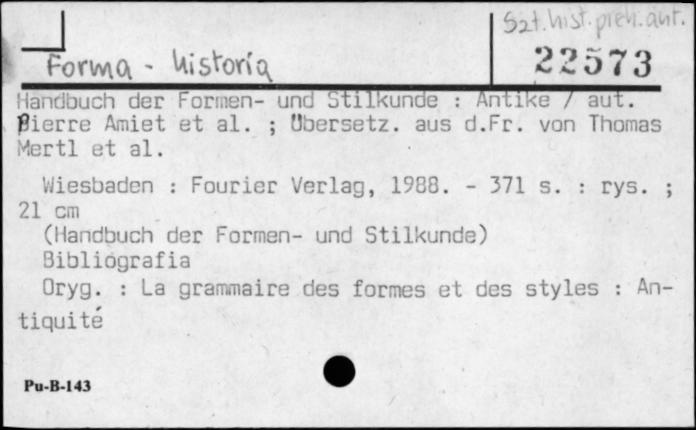 Szt. hist. preh. ant.
Forma - historia
22573
Handbuch der Formen- und Stilkunde : Antike / aut.
Pierre Amiet et al. ; Übersetz. aus d.Fr. von Thomas
Mertl et al.
Wiesbaden : Fourier Verlag, 1988. - 371 s. : rys. ;
21 cm
(Handbuch der Formen- und Stilkunde)
Bibliografia
Oryg. : La grammaire des formes et des styles : An-
tiquité
Pu-B-143